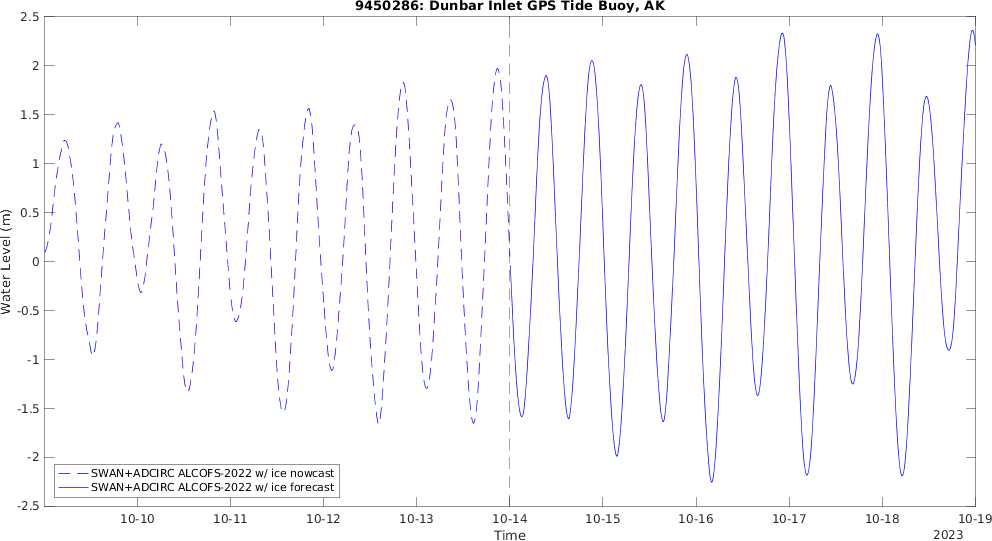 9450286: Dunbar Inlet GPS Tide Buoy, AK
Water Level (m)
2.5
2
1.5
1
0.5
0
-0.5
-1
-1.5
-2
-2.5
SWAN+ADCIRC ALCOFS-2022 w/ ice nowcast
SWAN+ADCIRC ALCOFS-2022 w/ ice forecast
10-10 10-11 10-12 10-13 10-14 10-15 10-16 10-17 10-18 10-19
Time
2023